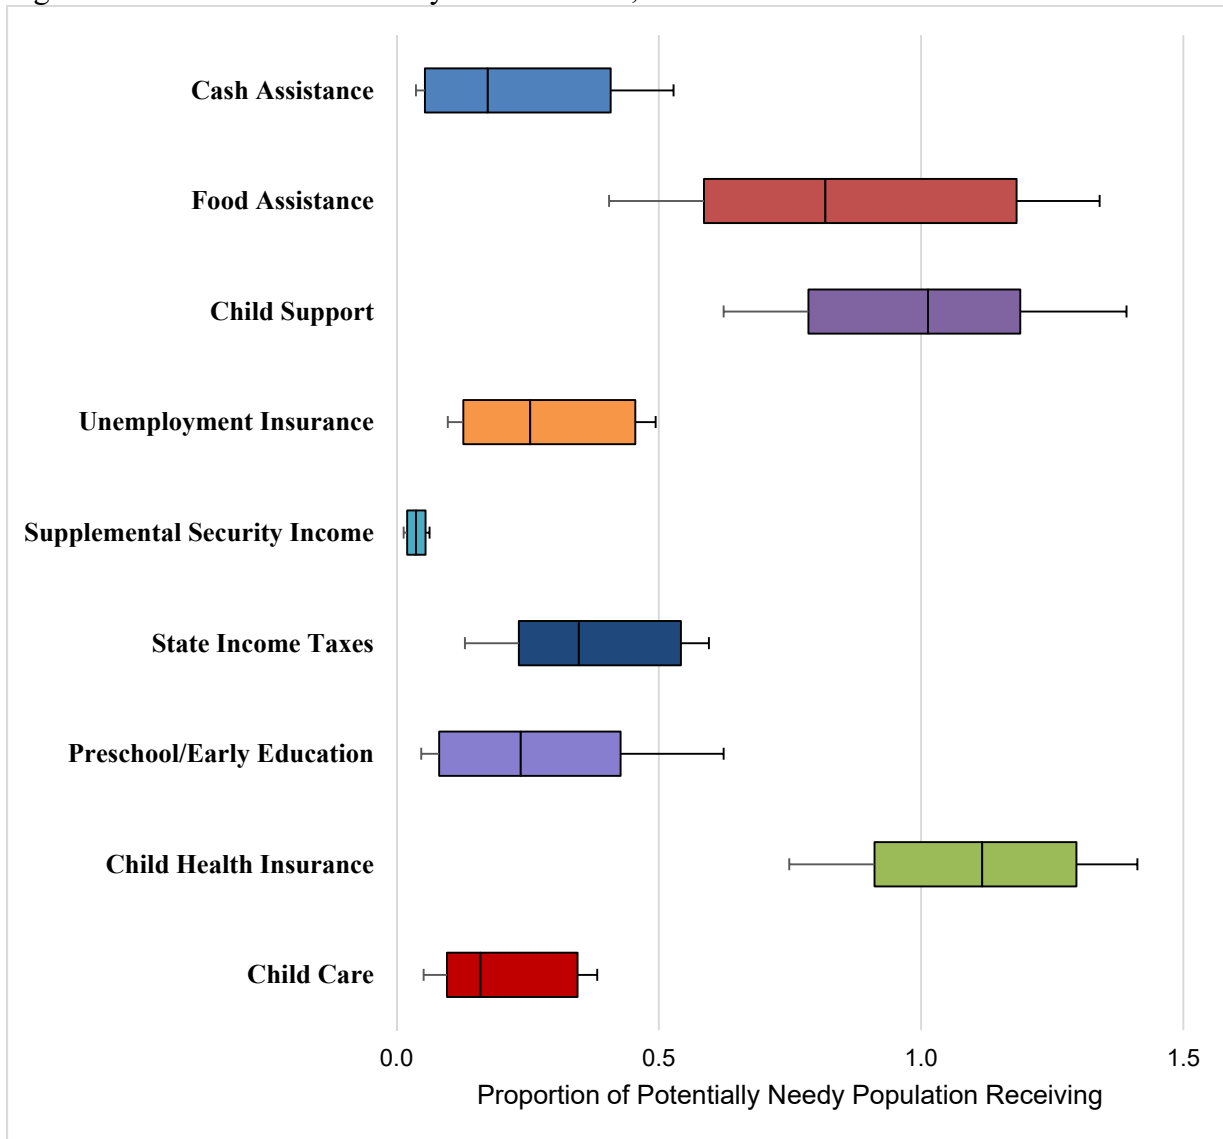 Cash Assistance
Food Assistance
Child Support
Unemployment Insurance
Supplemental Security Income
State Income Taxes
Preschool/Early Education
Child Health Insurance
Child Care
0.0 0.5 1.0 1.5
Proportion of Potentially Needy Population Receiving